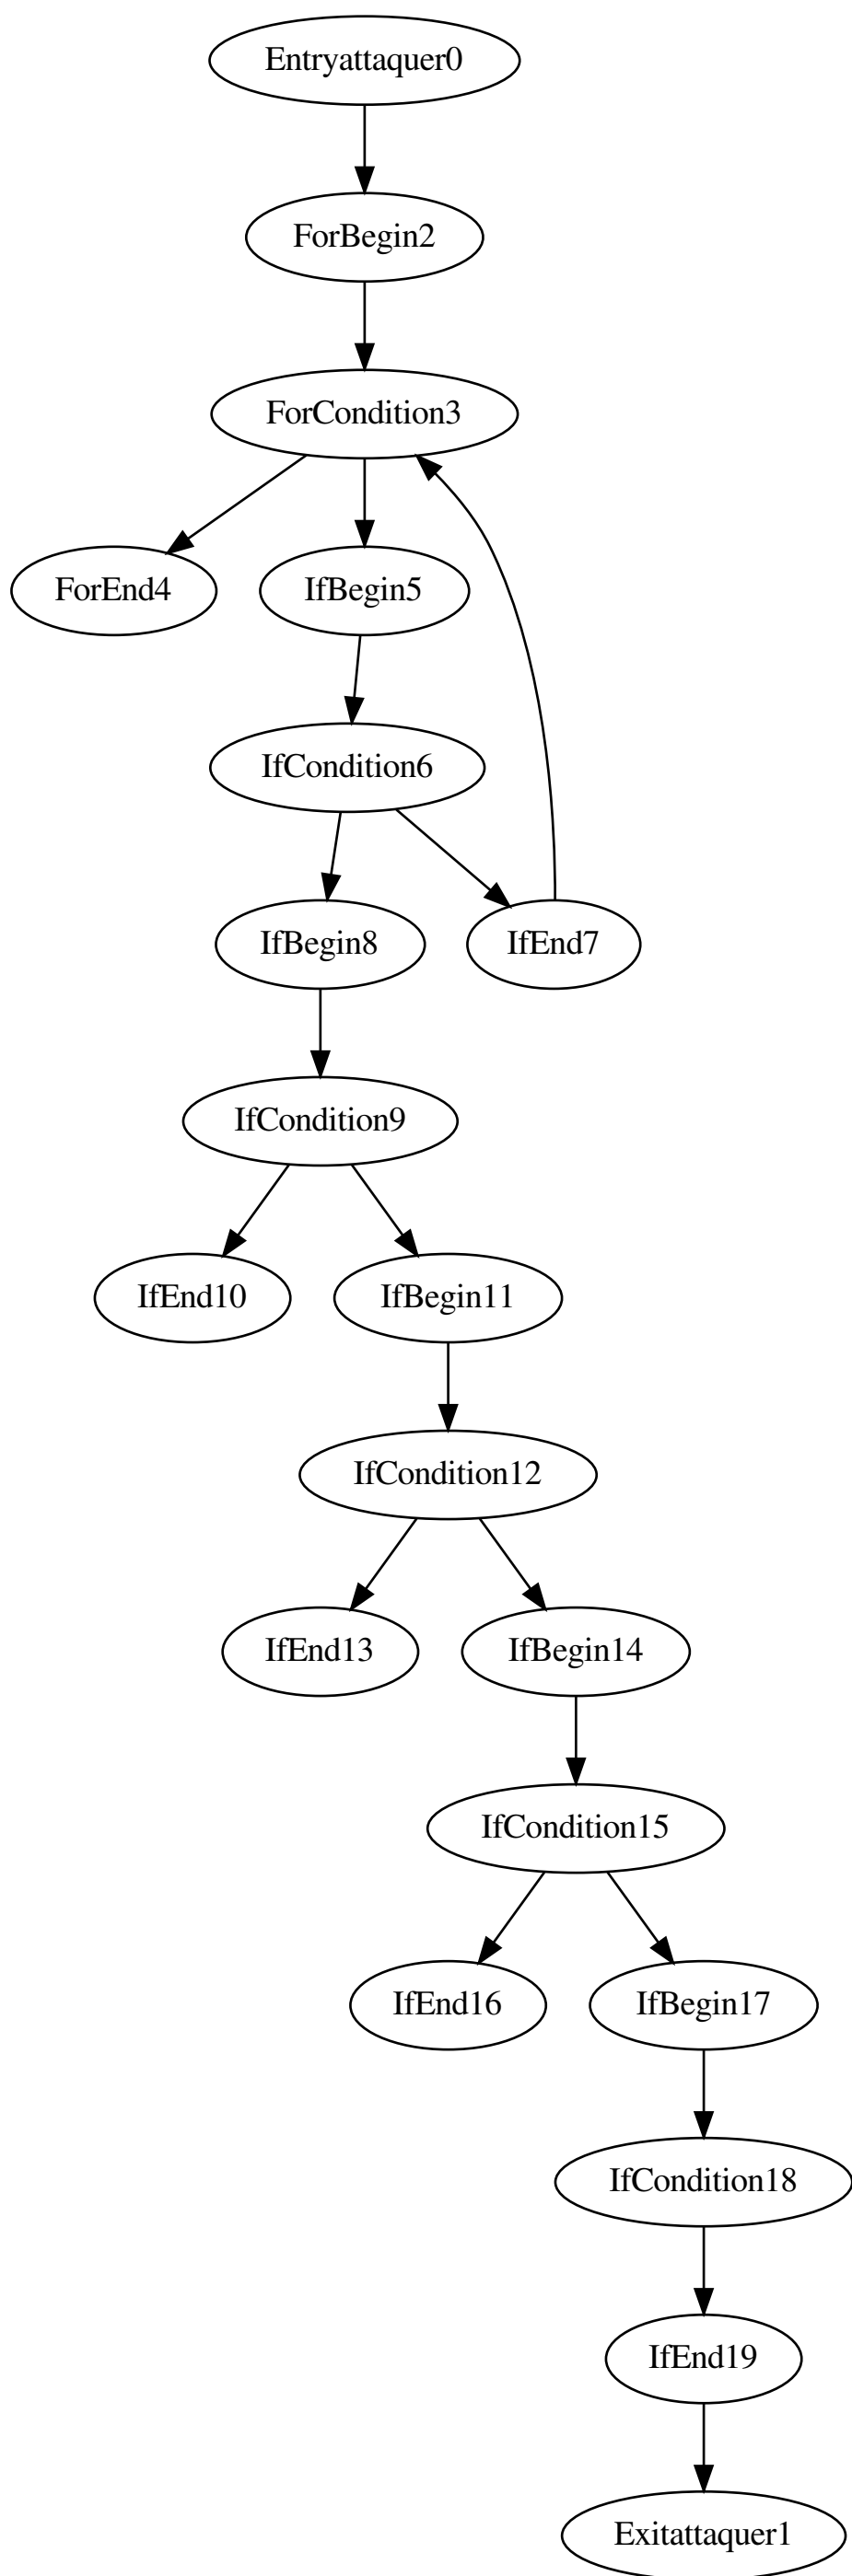 Entryattaquer0
ForBegin2
ForCondition3
ForEnd4
IfBegin5
IfCondition6
IfBegin8
IfEnd7
IfCondition9
IfEnd10
IfBegin11
IfCondition12
IfEnd13
IfBegin14
IfCondition15
IfEnd16
IfBegin17
IfCondition18
IfEnd19
Exitattaquer1